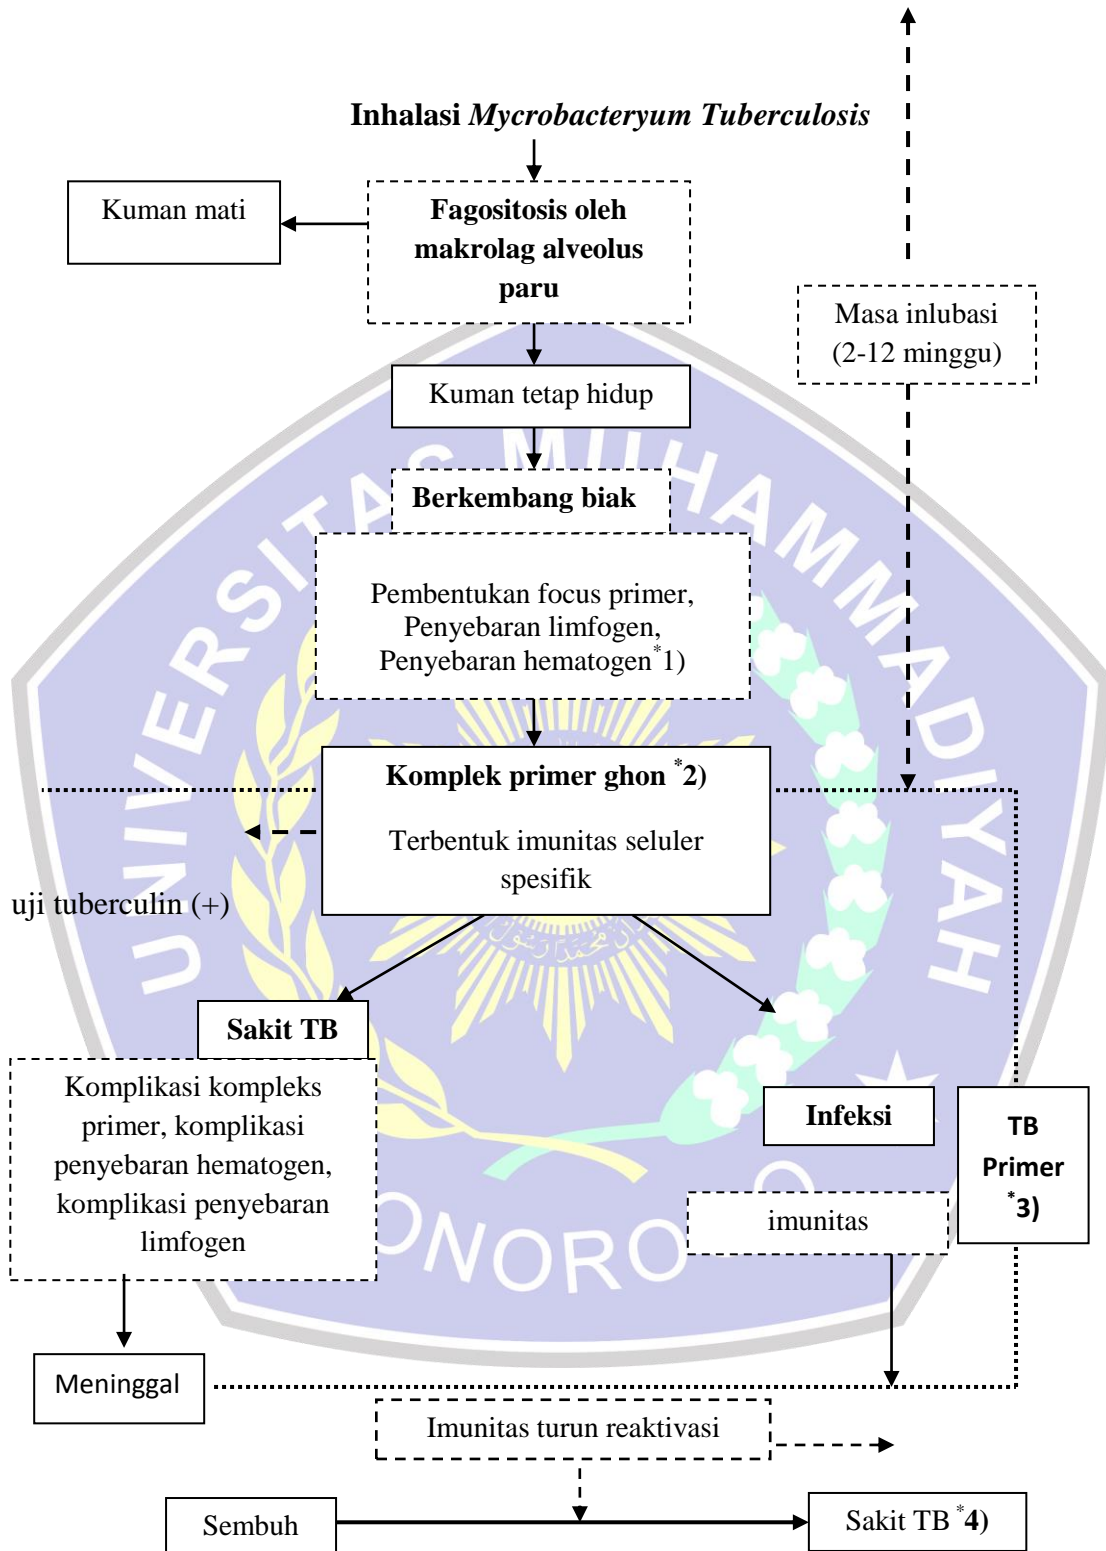 Inhalasi Mycrobacteryum Tuberculosis
Kuman mati
Fagositosis oleh
makrolag alveolus
paru
Masa inlubasi
(2-12 minggu)
Kuman tetap hidup
Berkembang biak
Pembentukan focus primer,
Penyebaran limfogen,
Penyebaran hematogen*1)
Komplek primer ghon *2)
Terbentuk imunitas seluler
spesifik
uji tuberculin (+)
Sakit TB
Komplikasi kompleks
primer, komplikasi
penyebaran hematogen,
komplikasi penyebaran
limfogen
Infeksi
TB
Primer
*3)
imunitas
Meninggal
Imunitas turun reaktivasi
Sembuh
Sakit TB *4)
UNIVERSITAS MUHAMMADIYAH
ONOROGO